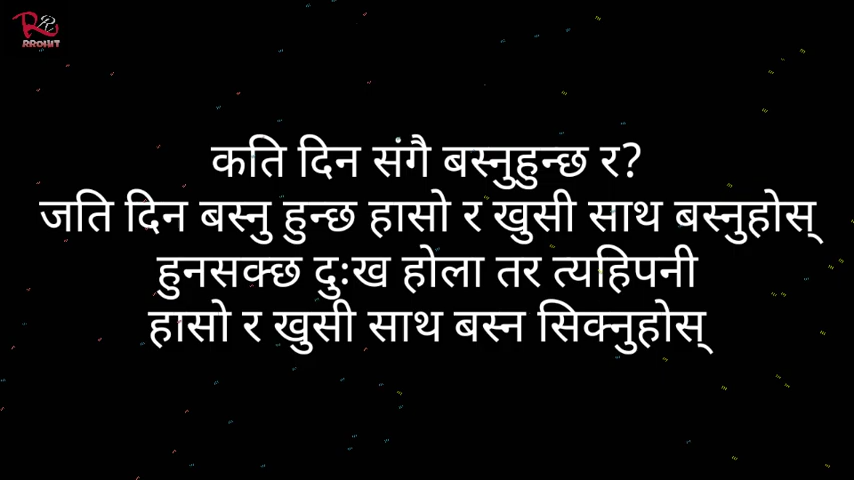 RROHIT
कति दिन संगै बस्नुहुन्छ र?
जति दिन बस्नु हुन्छ हासो र खुसी साथ बस्नुहोस्
हुनसक्छ दुःख होला तर त्यहिपनी
हासो र खुसी साथ बस्न सिक्नुहोस्